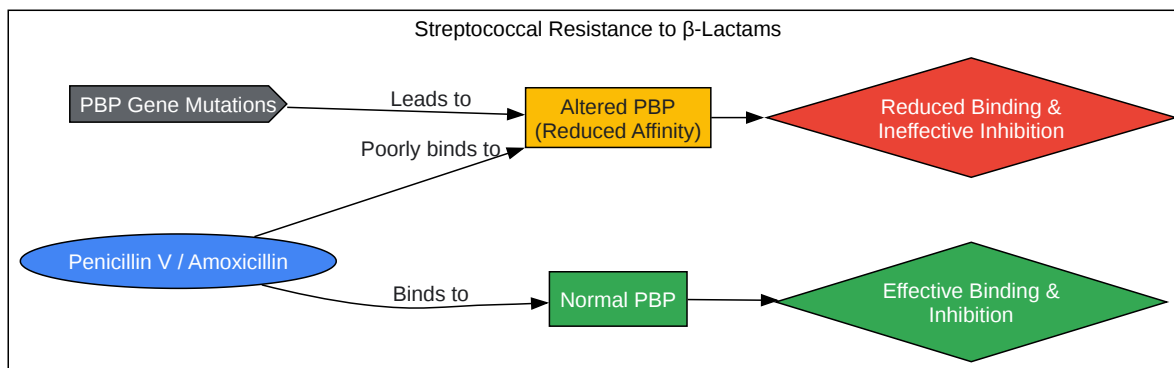 Streptococcal Resistance to β-Lactams
PBP Gene Mutations
Leads to
Altered PBP
(Reduced Affinity)
Reduced Binding &
Ineffective Inhibition
Poorly binds to
Penicillin V / Amoxicillin
Binds to
Normal PBP
Effective Binding &
Inhibition